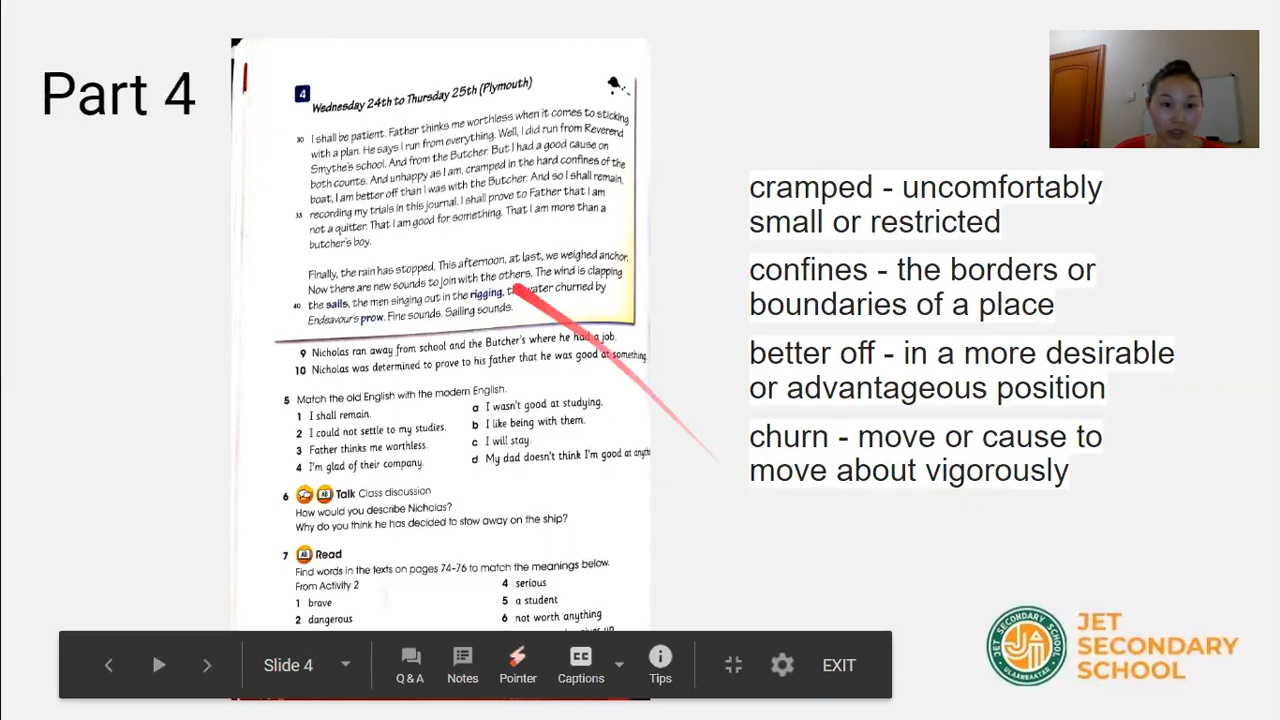 Part 4
4
Wednesday 24th to Thursday 25th (Plymouth)
30 I shall be patient. Father thinks me worthless when it comes to sticking
with a plan. He says I run from everything. Well, I did run from Reverend
Smythe's school. And from the Butcher. But I had a good cause on
both counts. And unhappy as I am, cramped in the hard confines of the
boat, I am better off than I was with the Butcher. And so I shall remain,
35 recording my trials in this journal. I shall prove to Father that I am
not a quitter. That I am good for something. That I am more than a
butcher's boy.
Finally, the rain has stopped. This afternoon, at last, we weighed anchor.
Now there are new sounds to join with the others. The wind is clapping
40 the sails, the men singing out in the rigging, water churned by
Endeavour's prow. Fine sounds. Sailing sounds.
9 Nicholas ran away from school and the Butcher's where he had a job.
10 Nicholas was determined to prove to his father that he was good at something.
5 Match the old English with the modern English.
1 I shall remain.
2 I could not settle to my studies.
3 Father thinks me worthless.
4 I'm glad of their company.
a I wasn't good at studying.
b I like being with them.
c I will stay.
d My dad doesn't think I'm good at
6 AB Talk Class discussion
How would you describe Nicholas?
Why do you think he has decided to stow away on the ship?
7 AB Read
Find words in the texts on pages 74-76 to match the meanings below.
From Activity 2
1 brave
2 dangerous
4 serious
5 a student
6 not worth anything
cramped - uncomfortably
small or restricted
confines - the borders or
boundaries of a place
better off - in a more desirable
or advantageous position
churn - move or cause to
move about vigorously
Slide 4
Q & A
Notes
Pointer
CC
Captions
Tips
EXIT
JET SECONDARY SCHOOL
ULAANBAATAR
JET
SECONDARY
SCHOOL